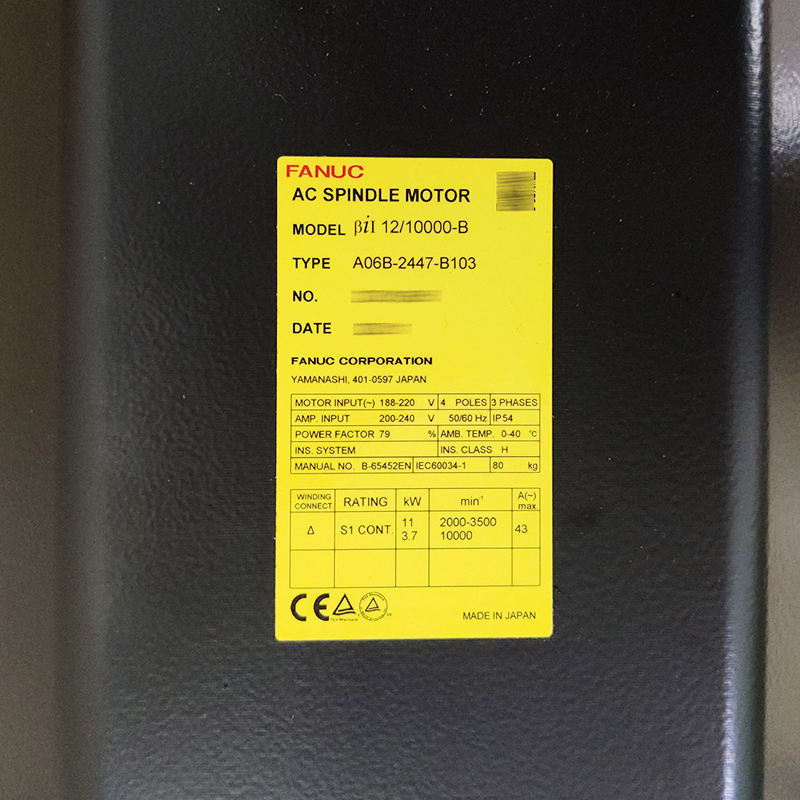 FANUC
AC SPINDLE MOTOR
MODEL βiI 12/10000-B
TYPE A06B-2447-B103
NO.
DATE
FANUC CORPORATION
YAMANASHI, 401-0597 JAPAN
MOTOR INPUT(~) 188-220 V 4 POLES 3 PHASES
AMP. INPUT 200-240 V 50/60 Hz IP54
POWER FACTOR 79 % AMB. TEMP. 0-40 ℃
INS. SYSTEM INS. CLASS H
MANUAL NO. B-65452EN IEC60034-1 80 kg
WINDING CONNECT. RATING kW min⁻¹ A(~) max.
Δ S1 CONT. 11 2000-3500 43
3.7 10000
CE
MADE IN JAPAN